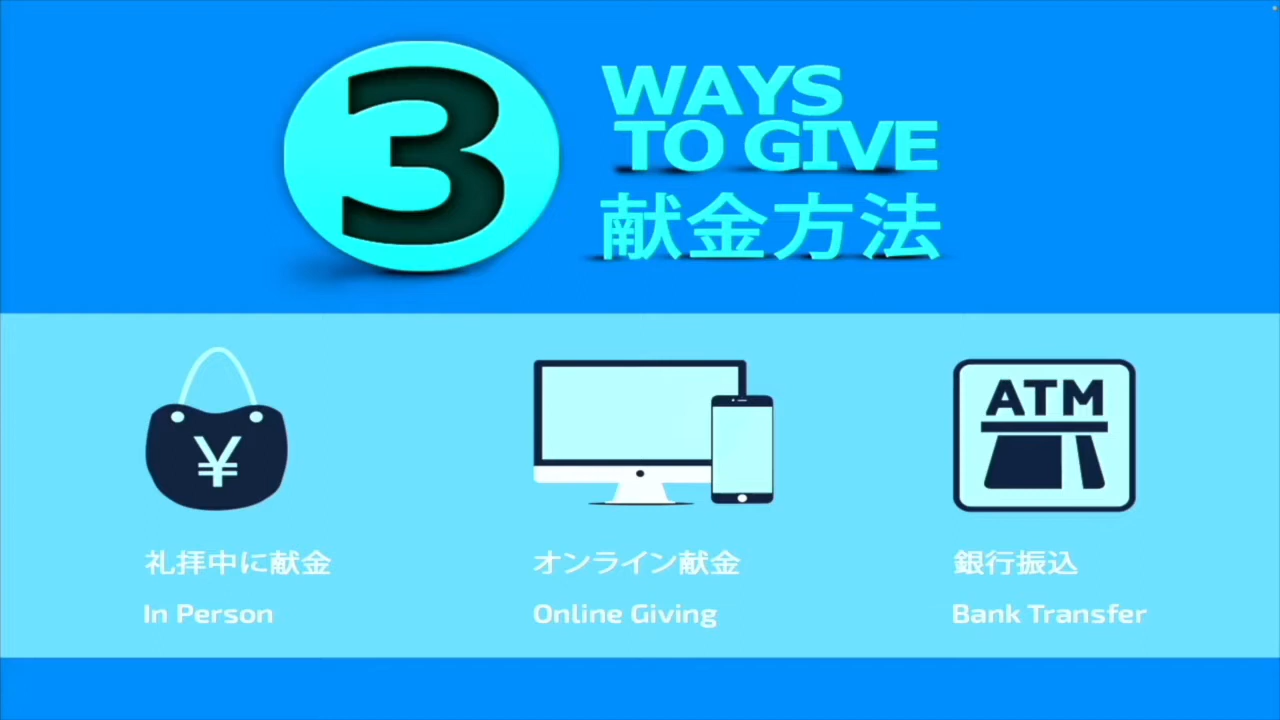 3
WAYS
TO GIVE
献金方法
¥
ATM
礼拝中に献金
オンライン献金
銀行振込
In Person
Online Giving
Bank Transfer